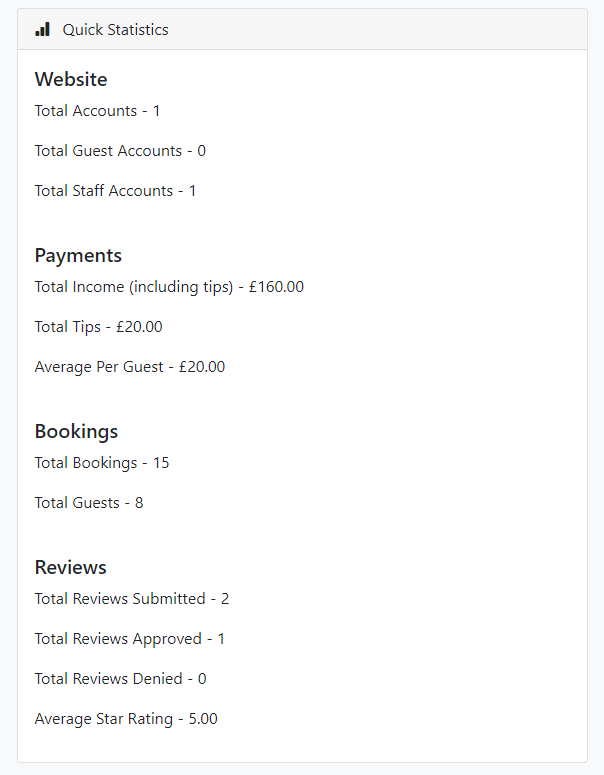 Quick Statistics
Website
Total Accounts - 1
Total Guest Accounts - 0
Total Staff Accounts - 1
Payments
Total Income (including tips) - £160.00
Total Tips - £20.00
Average Per Guest - £20.00
Bookings
Total Bookings - 15
Total Guests - 8
Reviews
Total Reviews Submitted - 2
Total Reviews Approved - 1
Total Reviews Denied - 0
Average Star Rating - 5.00